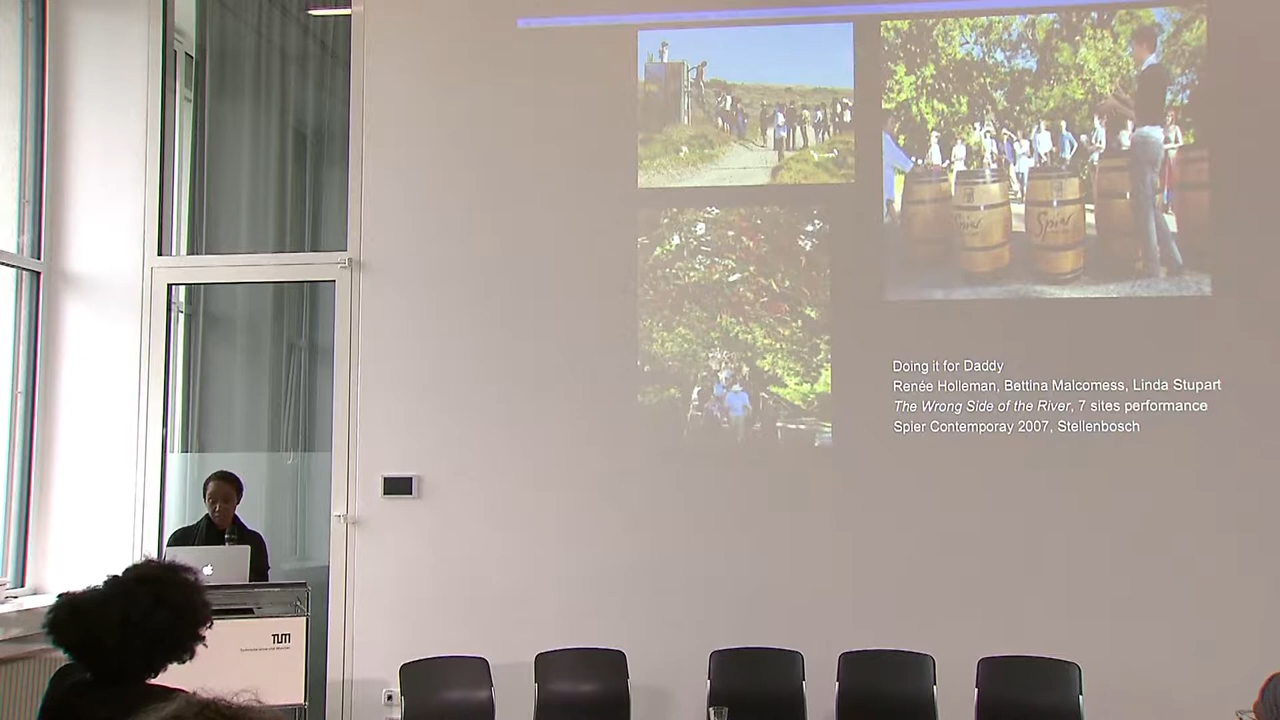 Spier
Spier
Doing it for Daddy
Renée Holleman, Bettina Malcomess, Linda Stupart
The Wrong Side of the River, 7 sites performance
Spier Contemporay 2007, Stellenbosch
TUM